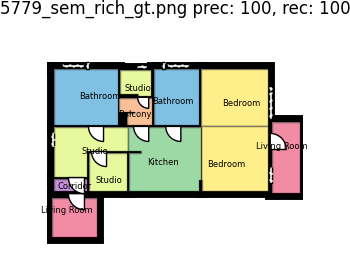 5779_sem_rich_gt.png prec: 100, rec: 100
Studio
Bathroom
Bathroom
Bedroom
Balcony
Living Room
Studio
Kitchen
Bedroom
Studio
Corridor
Living Room